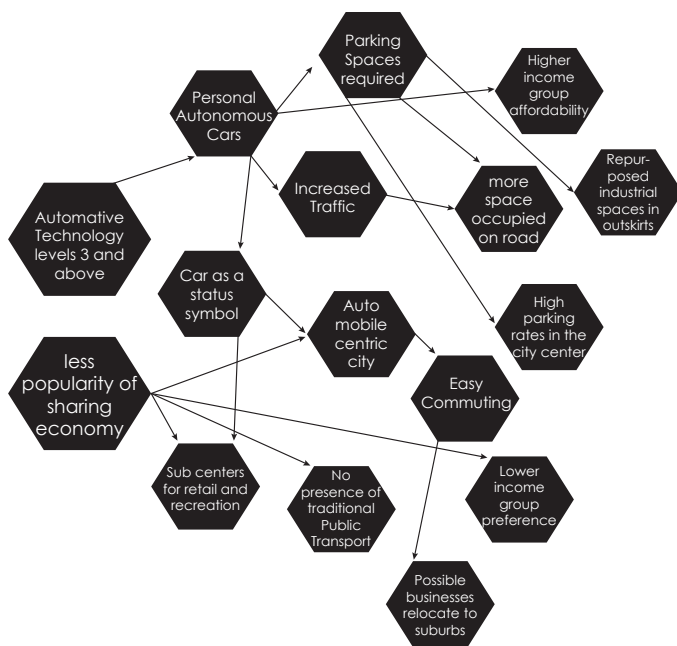 Parking
Spaces
required
Higher
income
group
affordability
Personal
Autonomous
Cars
Increased
Traffic
more
space
occupied
on road
Repur-
posed
industrial
spaces in
outskirts
Automative
Technology
levels 3 and
above
Car as a
status
symbol
Auto
mobile
centric
city
High
parking
rates in the
city center
less
popularity of
sharing
economy
Easy
Commuting
Sub centers
for retail and
recreation
No
presence of
traditional
Public
Transport
Lower
income
group
preference
Possible
businesses
relocate to
suburbs